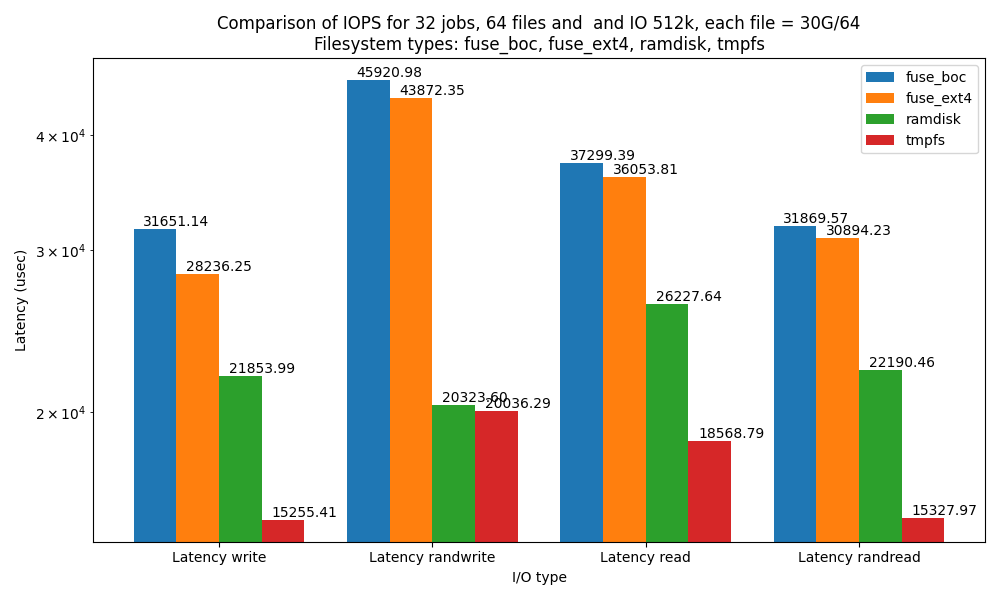 Comparison of IOPS for 32 jobs, 64 files and  and IO 512k, each file = 30G/64
Filesystem types: fuse_boc, fuse_ext4, ramdisk, tmpfs
fuse_boc
fuse_ext4
ramdisk
tmpfs
Latency (usec)
4 × 10⁴
3 × 10⁴
2 × 10⁴
31651.14
28236.25
21853.99
15255.41
45920.98
43872.35
20323.60
20036.29
37299.39
36053.81
26227.64
18568.79
31869.57
30894.23
22190.46
15327.97
Latency write
Latency randwrite
Latency read
Latency randread
I/O type